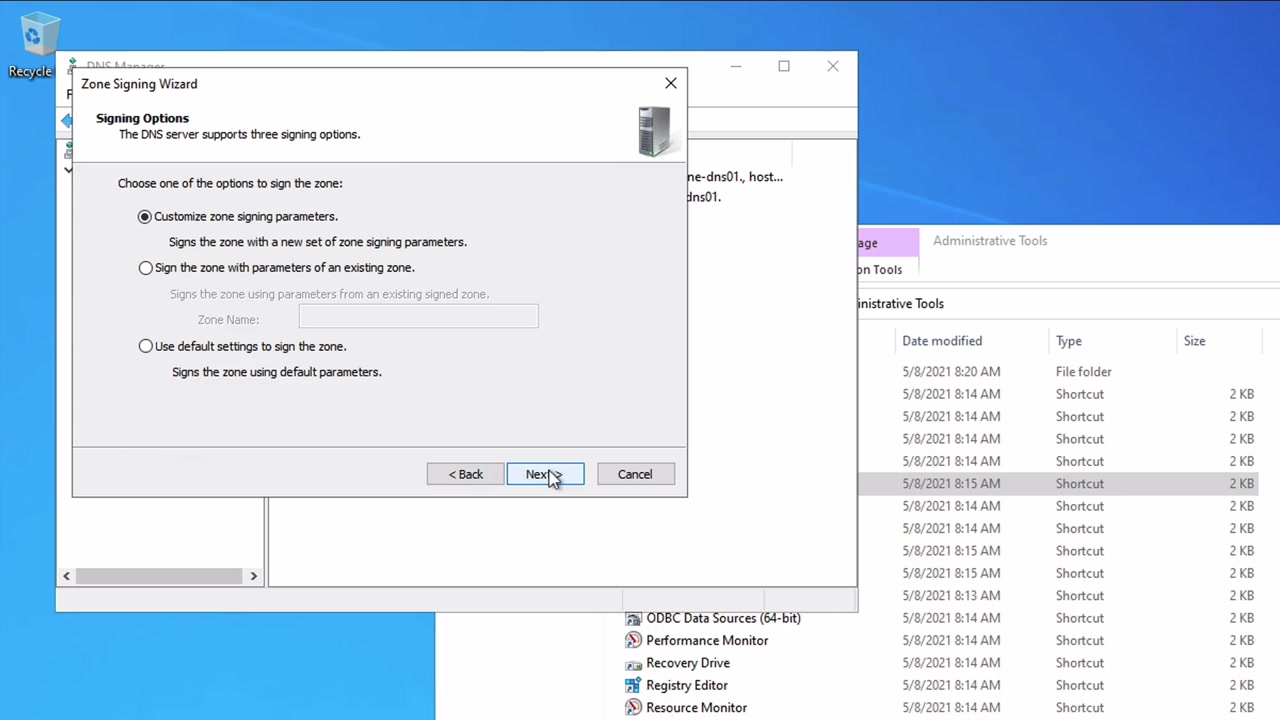 Recycle
DNS Manager
Zone Signing Wizard
F
Signing Options
The DNS server supports three signing options.
Choose one of the options to sign the zone:
Customize zone signing parameters.
Signs the zone with a new set of zone signing parameters.
Sign the zone with parameters of an existing zone.
Signs the zone using parameters from an existing signed zone.
Zone Name:
Use default settings to sign the zone.
Signs the zone using default parameters.
< Back Next > Cancel
ne-dns01., host...
dns01.
age Administrative Tools
on Tools
inistrative Tools
Date modified Type Size
5/8/2021 8:20 AM File folder
5/8/2021 8:14 AM Shortcut 2 KB
5/8/2021 8:14 AM Shortcut 2 KB
5/8/2021 8:14 AM Shortcut 2 KB
5/8/2021 8:14 AM Shortcut 2 KB
5/8/2021 8:15 AM Shortcut 2 KB
5/8/2021 8:14 AM Shortcut 2 KB
5/8/2021 8:14 AM Shortcut 2 KB
5/8/2021 8:15 AM Shortcut 2 KB
5/8/2021 8:15 AM Shortcut 2 KB
5/8/2021 8:13 AM Shortcut 2 KB
ODBC Data Sources (64-bit) 5/8/2021 8:14 AM Shortcut 2 KB
Performance Monitor 5/8/2021 8:14 AM Shortcut 2 KB
Recovery Drive 5/8/2021 8:14 AM Shortcut 2 KB
Registry Editor 5/8/2021 8:14 AM Shortcut 2 KB
Resource Monitor 5/8/2021 8:14 AM Shortcut 2 KB